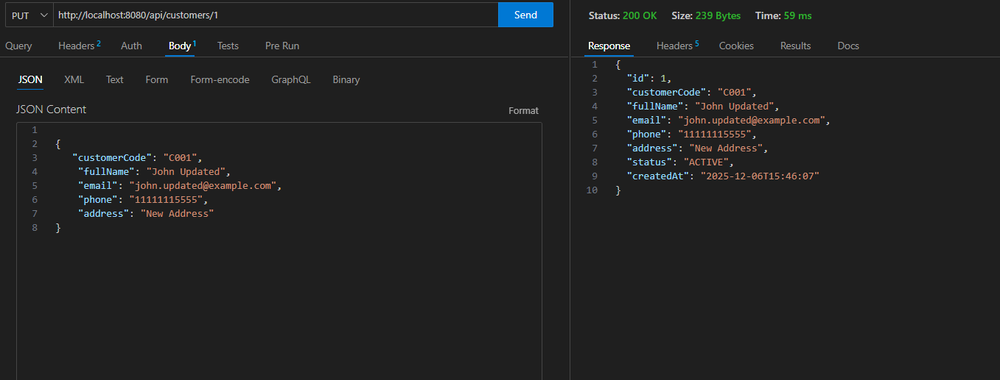 PUT http://localhost:8080/api/customers/1 Send
Query Headers 2 Auth Body 1 Tests Pre Run
JSON XML Text Form Form-encode GraphQL Binary
JSON Content Format
1
2 {
3 "customerCode": "C001",
4 "fullName": "John Updated",
5 "email": "john.updated@example.com",
6 "phone": "11111115555",
7 "address": "New Address"
8 }
Status: 200 OK Size: 239 Bytes Time: 59 ms
Response Headers 5 Cookies Results Docs
1 {
2 "id": 1,
3 "customerCode": "C001",
4 "fullName": "John Updated",
5 "email": "john.updated@example.com",
6 "phone": "11111115555",
7 "address": "New Address",
8 "status": "ACTIVE",
9 "createdAt": "2025-12-06T15:46:07"
10 }